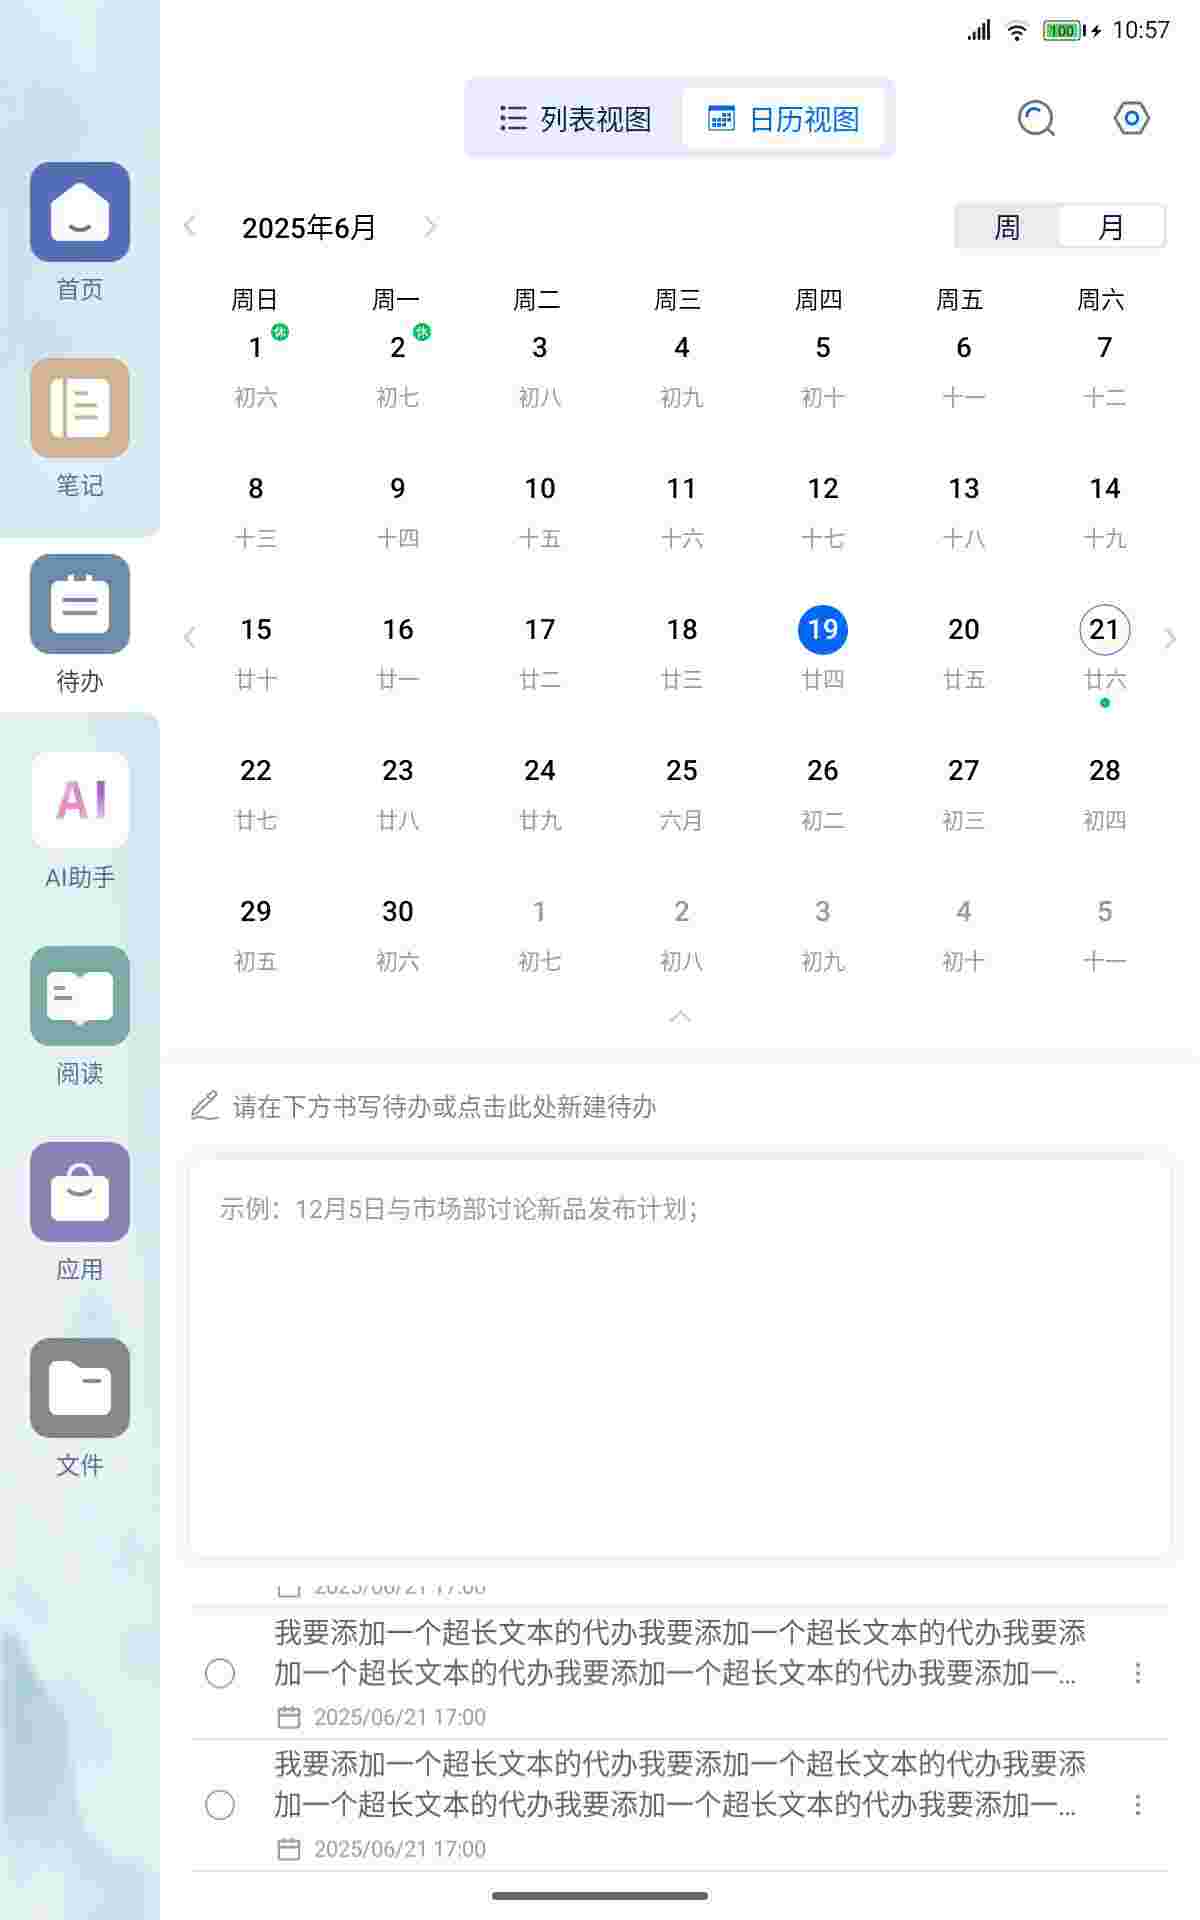 100 10:57
列表视图 日历视图
2025年6月 周 月
周日 周一 周二 周三 周四 周五 周六
1 休 2 休 3 4 5 6 7
初六 初七 初八 初九 初十 十一 十二
8 9 10 11 12 13 14
十三 十四 十五 十六 十七 十八 十九
15 16 17 18 19 20 21
廿十 廿一 廿二 廿三 廿四 廿五 廿六
22 23 24 25 26 27 28
廿七 廿八 廿九 六月 初二 初三 初四
29 30 1 2 3 4 5
初五 初六 初七 初八 初九 初十 十一
请在下方书写待办或点击此处新建待办
示例：12月5日与市场部讨论新品发布计划；
2025/06/21 17:00
我要添加一个超长文本的代办我要添加一个超长文本的代办我要添
加一个超长文本的代办我要添加一个超长文本的代办我要添加一...
2025/06/21 17:00
我要添加一个超长文本的代办我要添加一个超长文本的代办我要添
加一个超长文本的代办我要添加一个超长文本的代办我要添加一...
2025/06/21 17:00
首页
笔记
待办
AI
AI助手
阅读
应用
文件